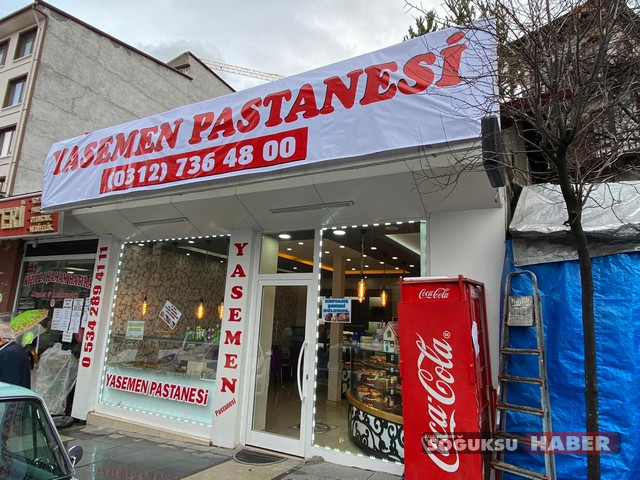 YASEMEN PASTANESİ
(0312) 736 48 00
0 534 289 41 11
YASEMEN
Pastanesi
YASEMEN PASTANESİ
Coca-Cola
Coca-Cola
SOĞUKSU HABER